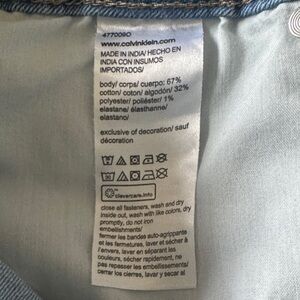 4770090
www.calvinklein.com
MADE IN INDIA/ HECHO EN
INDIA CON INSUMOS
IMPORTADOS/
body/ corps/ cuerpo; 67%
cotton/ coton/ algodón/ 32%
polyester/ poliéster/ 1%
elastane/ élasthanne/
elastano/
exclusive of decoration/ sauf
décoration
clevercare.info
close all fasteners, wash and dry
inside out, wash with like colors, dry
promptly, do not iron
embellishments/
fermer les bandes auto-agrippante
et les fermetures, laver et sécher à
l'envers, laver en séparant les
couleurs, sécher rapidement, ne
pas repasser les embellissement/
cerrar los cierres, lavar y secar al